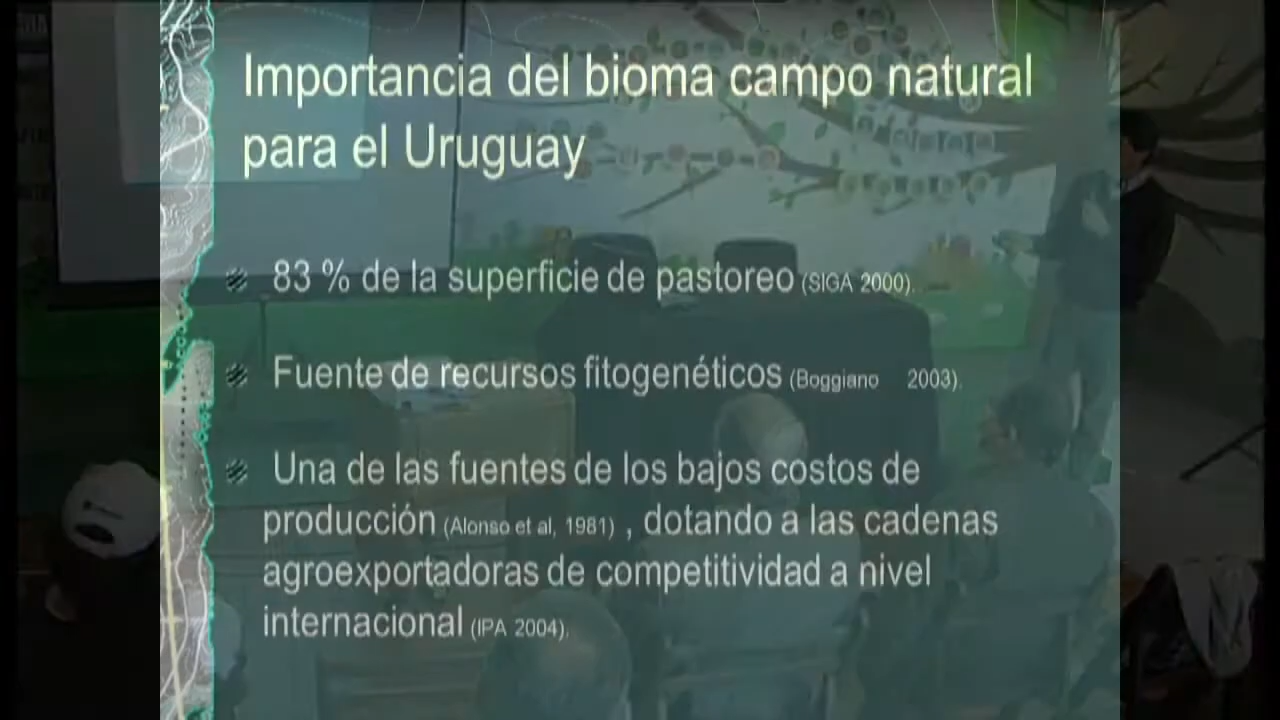 Importancia del bioma campo natural
para el Uruguay
83 % de la superficie de pastoreo (SIGA 2000).
Fuente de recursos fitogenéticos (Boggiano 2003).
Una de las fuentes de los bajos costos de
producción (Alonso et al, 1981) , dotando a las cadenas
agroexportadoras de competitividad a nivel
internacional (IPA 2004).